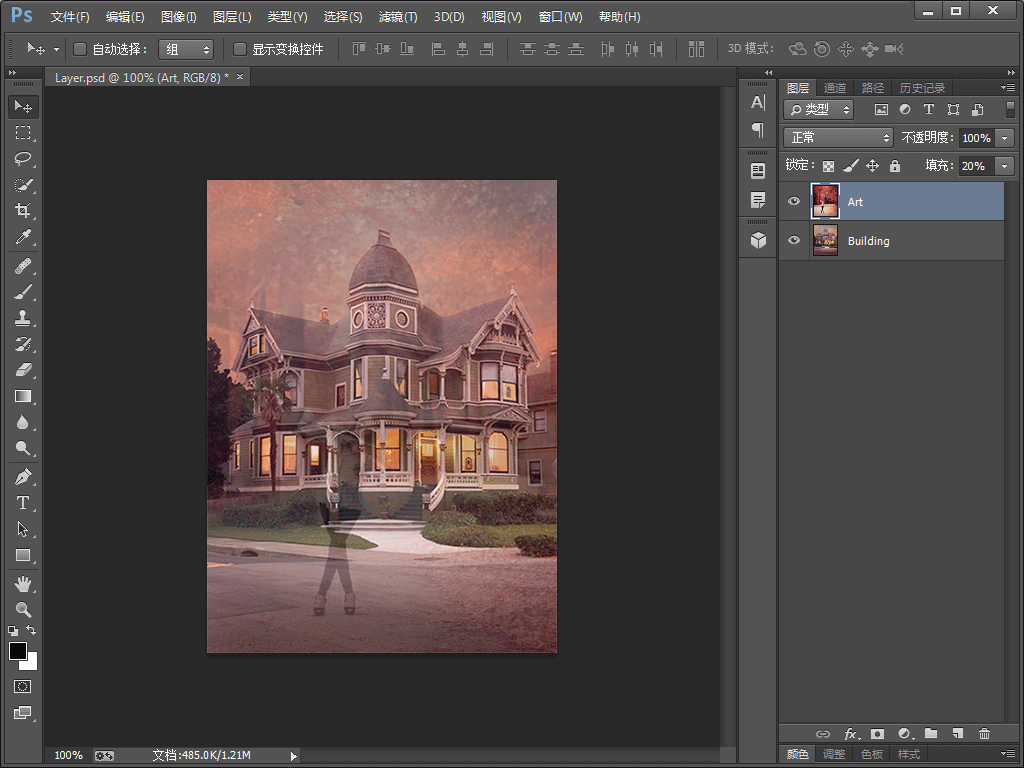 Ps 文件(F) 编辑(E) 图像(I) 图层(L) 类型(Y) 选择(S) 滤镜(T) 3D(D) 视图(V) 窗口(W) 帮助(H)
自动选择： 组 显示变换控件 3D 模式：
Layer.psd @ 100% (Art, RGB/8) * ×
图层 通道 路径 历史记录
类型
正常 不透明度： 100%
锁定： 填充： 20%
Art
Building
100% 文档:485.0K/1.21M
颜色 调整 色板 样式